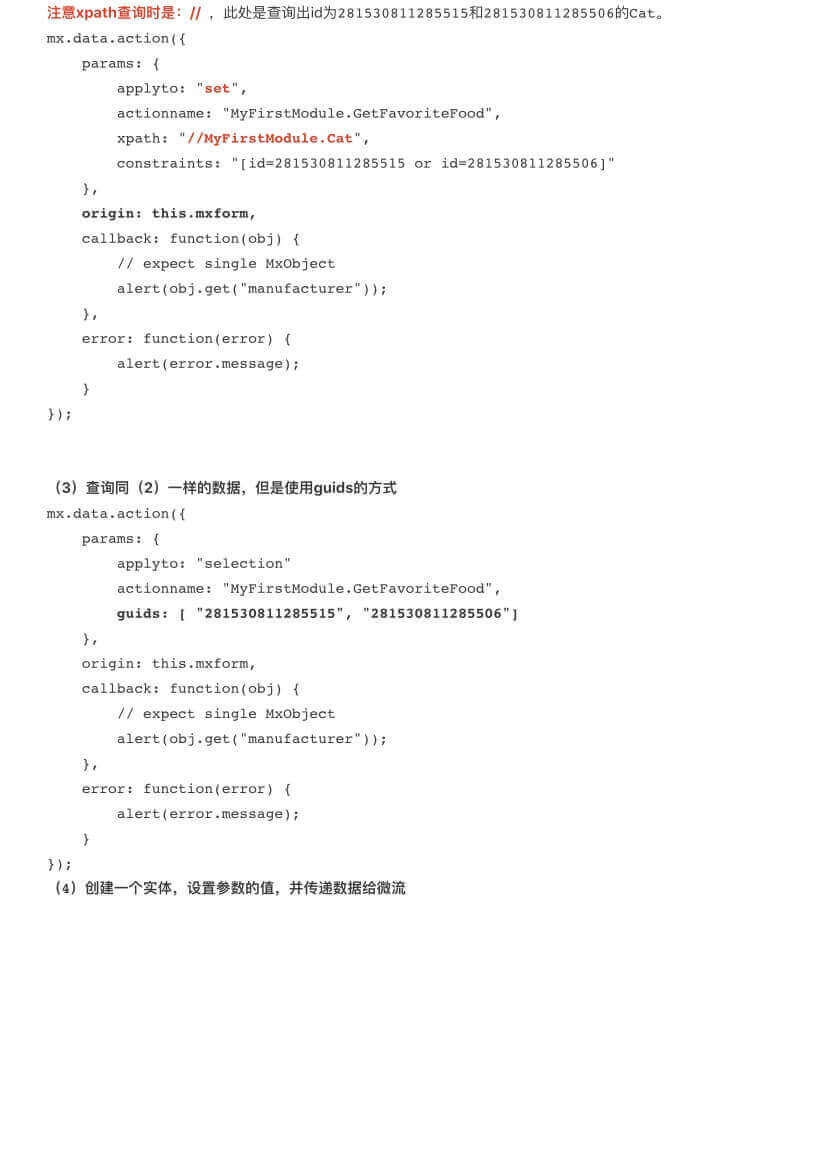 注意xpath查询时是：// ，此处是查询出id为281530811285515和281530811285506的Cat。
mx.data.action({
    params: {
        applyto: "set",
        actionname: "MyFirstModule.GetFavoriteFood",
        xpath: "//MyFirstModule.Cat",
        constraints: "[id=281530811285515 or id=281530811285506]"
    },
    origin: this.mxform,
    callback: function(obj) {
        // expect single MxObject
        alert(obj.get("manufacturer"));
    },
    error: function(error) {
        alert(error.message);
    }
});
（3）查询同（2）一样的数据，但是使用guids的方式
mx.data.action({
    params: {
        applyto: "selection"
        actionname: "MyFirstModule.GetFavoriteFood",
        guids: [ "281530811285515", "281530811285506"]
    },
    origin: this.mxform,
    callback: function(obj) {
        // expect single MxObject
        alert(obj.get("manufacturer"));
    },
    error: function(error) {
        alert(error.message);
    }
});
（4）创建一个实体，设置参数的值，并传递数据给微流